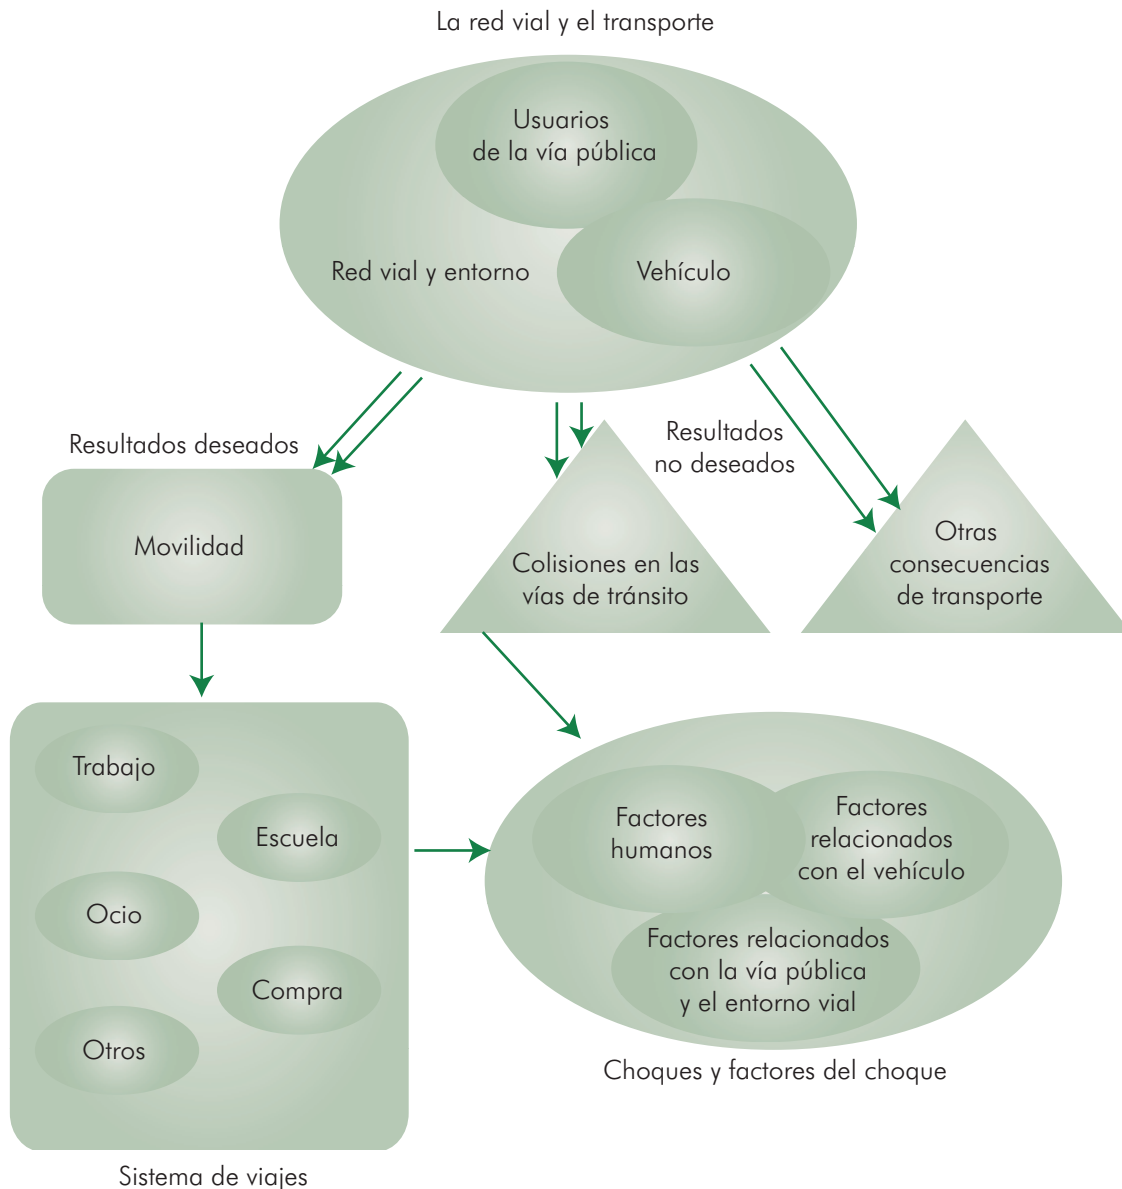 La red vial y el transporte
Usuarios
de la vía pública
Red vial y entorno
Vehículo
Resultados deseados
Resultados
no deseados
Movilidad
Colisiones en las
vías de tránsito
Otras
consecuencias
de transporte
Trabajo
Escuela
Ocio
Compra
Otros
Sistema de viajes
Factores
humanos
Factores
relacionados
con el vehículo
Factores relacionados
con la vía pública
y el entorno vial
Choques y factores del choque